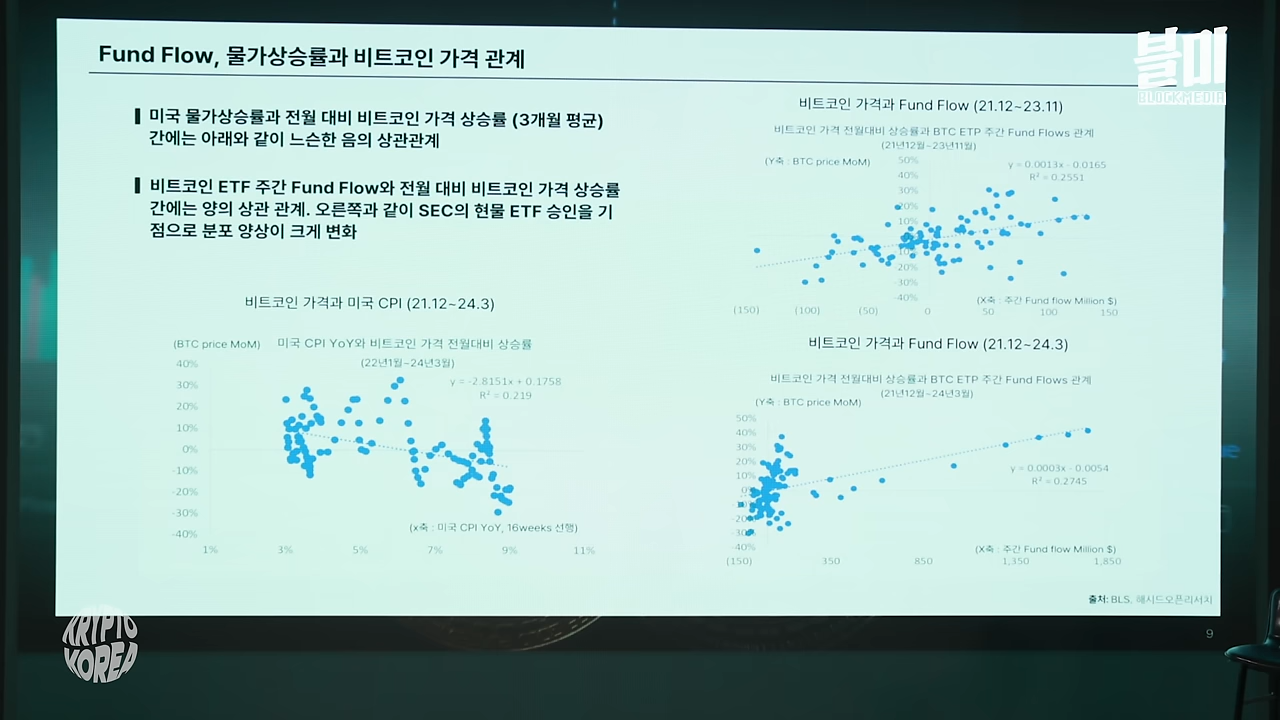 Fund Flow, 물가상승률과 비트코인 가격 관계
블미
BLOCKMEDIA
미국 물가상승률과 전월 대비 비트코인 가격 상승률 (3개월 평균)
간에는 아래와 같이 느슨한 음의 상관관계
비트코인 ETF 주간 Fund Flow와 전월 대비 비트코인 가격 상승률
간에는 양의 상관 관계. 오른쪽과 같이 SEC의 현물 ETF 승인을 기
점으로 분포 양상이 크게 변화
비트코인 가격과 미국 CPI (21.12~24.3)
(BTC price MoM) 미국 CPI YoY와 비트코인 가격 전월대비 상승률
(22년1월~24년3월)
y = -2.8151x + 0.1758
R² = 0.219
40%
30%
20%
10%
0%
-10%
-20%
-30%
-40%
(x축 : 미국 CPI YoY, 16weeks 선행)
1% 3% 5% 7% 9% 11%
비트코인 가격과 Fund Flow (21.12~23.11)
비트코인 가격 전월대비 상승률과 BTC ETP 주간 Fund Flows 관계
(21년12월~23년11월)
(Y축 : BTC price MoM)
y = 0.0013x - 0.0165
R² = 0.2551
50%
40%
30%
20%
10%
10%
20%
-30%
-40%
(X축 : 주간 Fund flow Million $)
(150) (100) (50) 0 50 100 150
비트코인 가격과 Fund Flow (21.12~24.3)
비트코인 가격 전월대비 상승률과 BTC ETP 주간 Fund Flows 관계
(21년12월~24년3월)
(Y축 : BTC price MoM)
50%
40%
30%
20%
10%
0%
-10%
-20%
-30%
-40%
y = 0.0003x - 0.0054
R² = 0.2745
(X축 : 주간 Fund flow Million $)
(150) 350 850 1,350 1,850
출처: BLS, 해시드오픈리서치
9
KRYPTO
KOREA